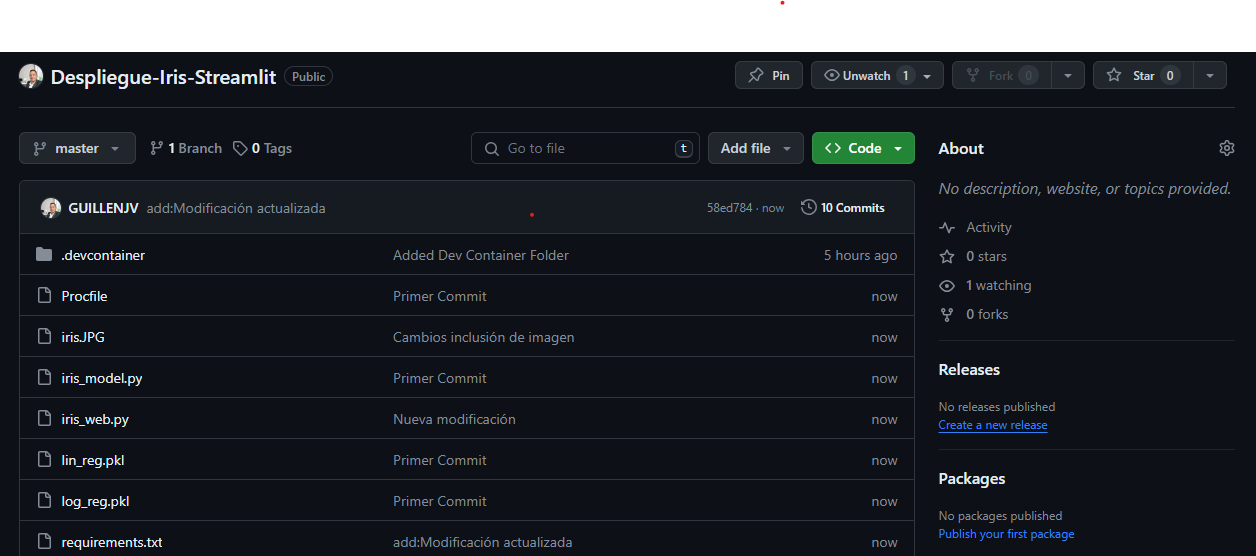 Despliegue-Iris-Streamlit Public Pin Unwatch 1 Fork 0 Star 0
master 1 Branch 0 Tags Go to file t Add file Code
GUILLENJV add:Modificación actualizada 58ed784 · now 10 Commits
.devcontainer Added Dev Container Folder 5 hours ago
Procfile Primer Commit now
iris.JPG Cambios inclusión de imagen now
iris_model.py Primer Commit now
iris_web.py Nueva modificación now
lin_reg.pkl Primer Commit now
log_reg.pkl Primer Commit now
requirements.txt add:Modificación actualizada now
About
No description, website, or topics provided.
Activity
0 stars
1 watching
0 forks
Releases
No releases published
Create a new release
Packages
No packages published
Publish your first package